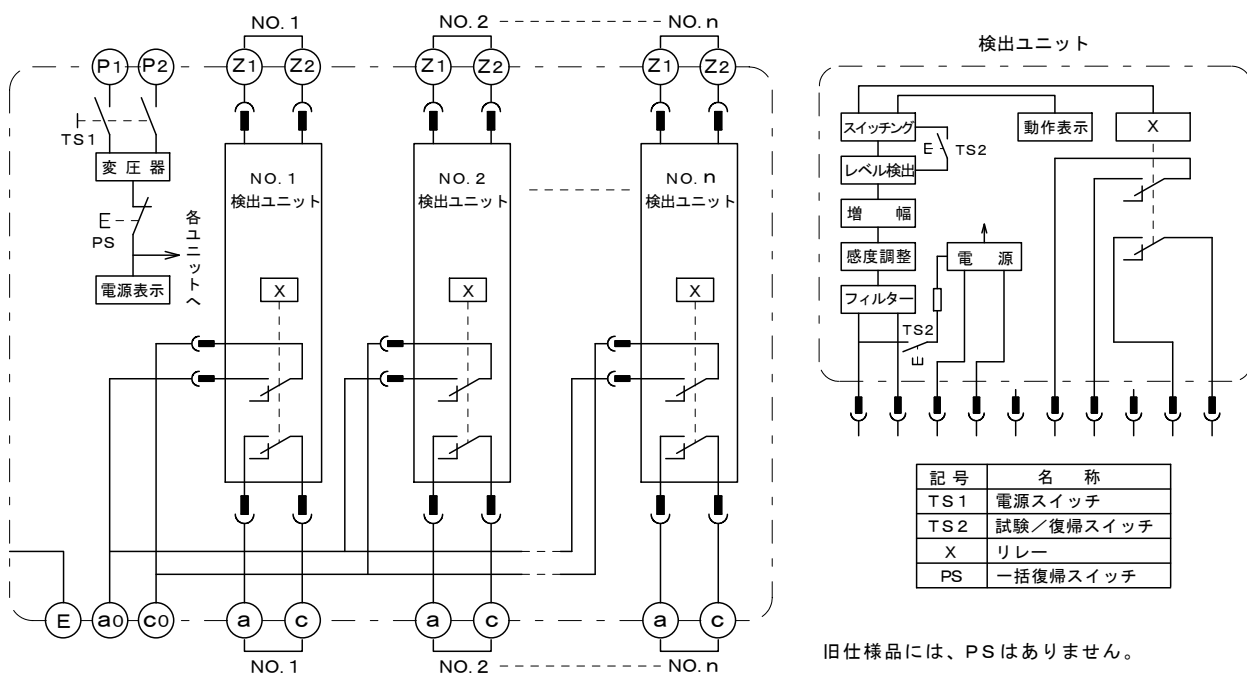 NO. 1
NO. 2
NO. n
P1
P2
Z1
Z2
Z1
Z2
Z1
Z2
TS1
変圧器
PS
各ユニットへ
電源表示
NO. 1
検出ユニット
X
NO. 2
検出ユニット
X
NO. n
検出ユニット
X
E
a0
c0
a
c
a
c
a
c
NO. 1
NO. 2
NO. n
検出ユニット
スイッチング
動作表示
X
TS2
レベル検出
増 幅
感度調整
電 源
フィルター
TS2
記号 名 称
TS1 電源スイッチ
TS2 試験/復帰スイッチ
X リレー
PS 一括復帰スイッチ
旧仕様品には、PSはありません。